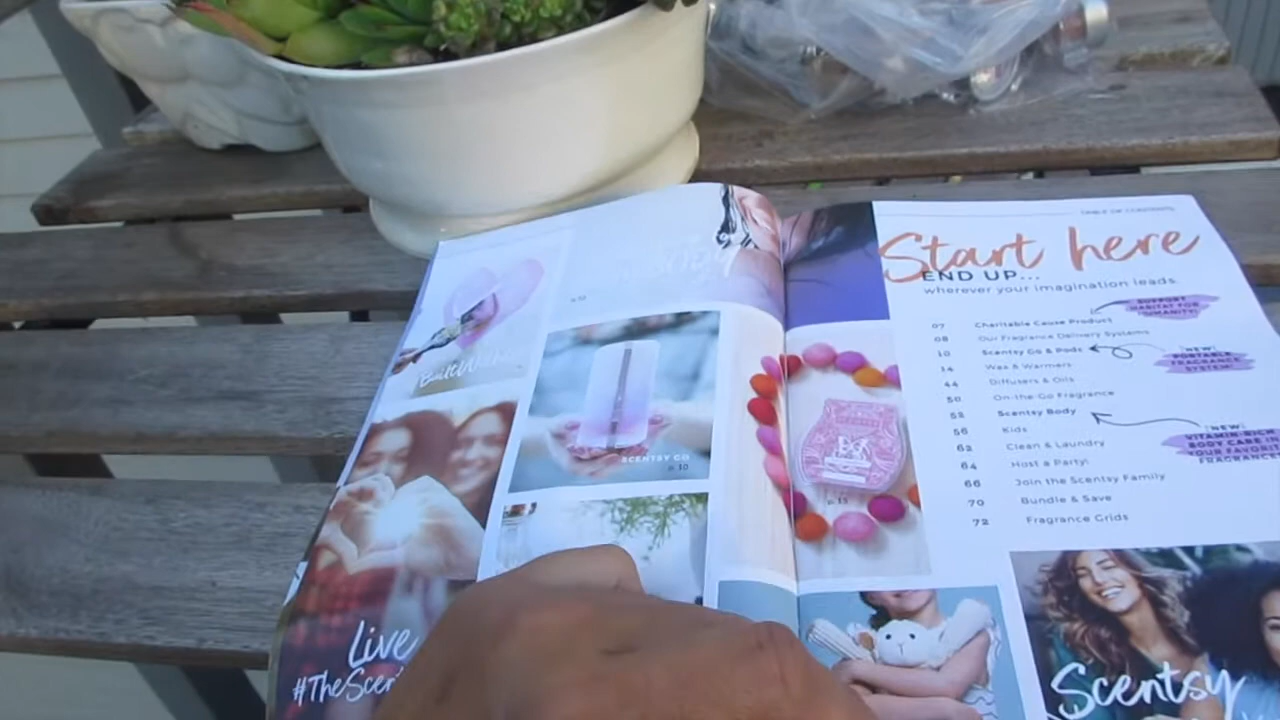 p. 10
SCENTSY GO
Live
#TheScen
TABLE OF CONTENTS
Start here
END UP...
wherever your imagination leads.
SUPPORT
HABITAT FOR
HUMANITY!
07 Charitable Cause Product
08 Our Fragrance Delivery Systems
10 Scentsy Go & Pods
NEW!
PORTABLE
FRAGRANCE
SYSTEM!
14 Wax & Warmers
44 Diffusers & Oils
50 On-the-Go Fragrance
52 Scentsy Body
NEW!
VITAMIN-RICH
BODY CARE IN
YOUR FAVORIT
FRAGRANCE
56 Kids
62 Clean & Laundry
64 Host a Party!
66 Join the Scentsy Family
70 Bundle & Save
72 Fragrance Grids
Scentsy